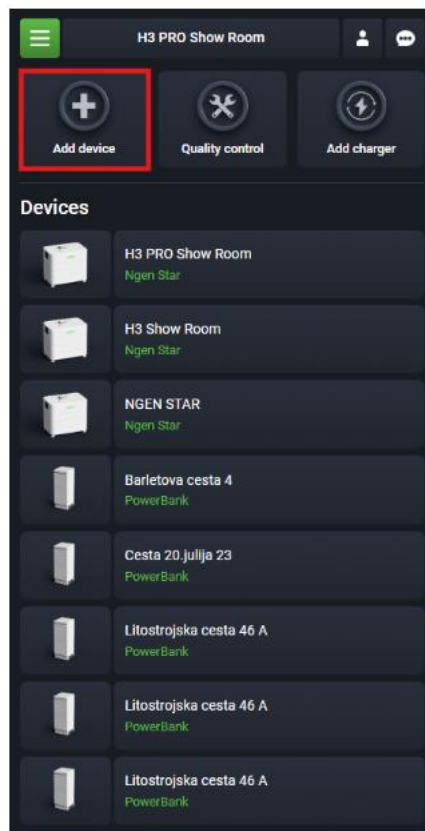 H3 PRO Show Room
Add device
Quality control
Add charger
Devices
H3 PRO Show Room
Ngen Star
H3 Show Room
Ngen Star
NGEN STAR
Ngen Star
Barletova cesta 4
PowerBank
Cesta 20.julija 23
PowerBank
Litostrojska cesta 46 A
PowerBank
Litostrojska cesta 46 A
PowerBank
Litostrojska cesta 46 A
PowerBank